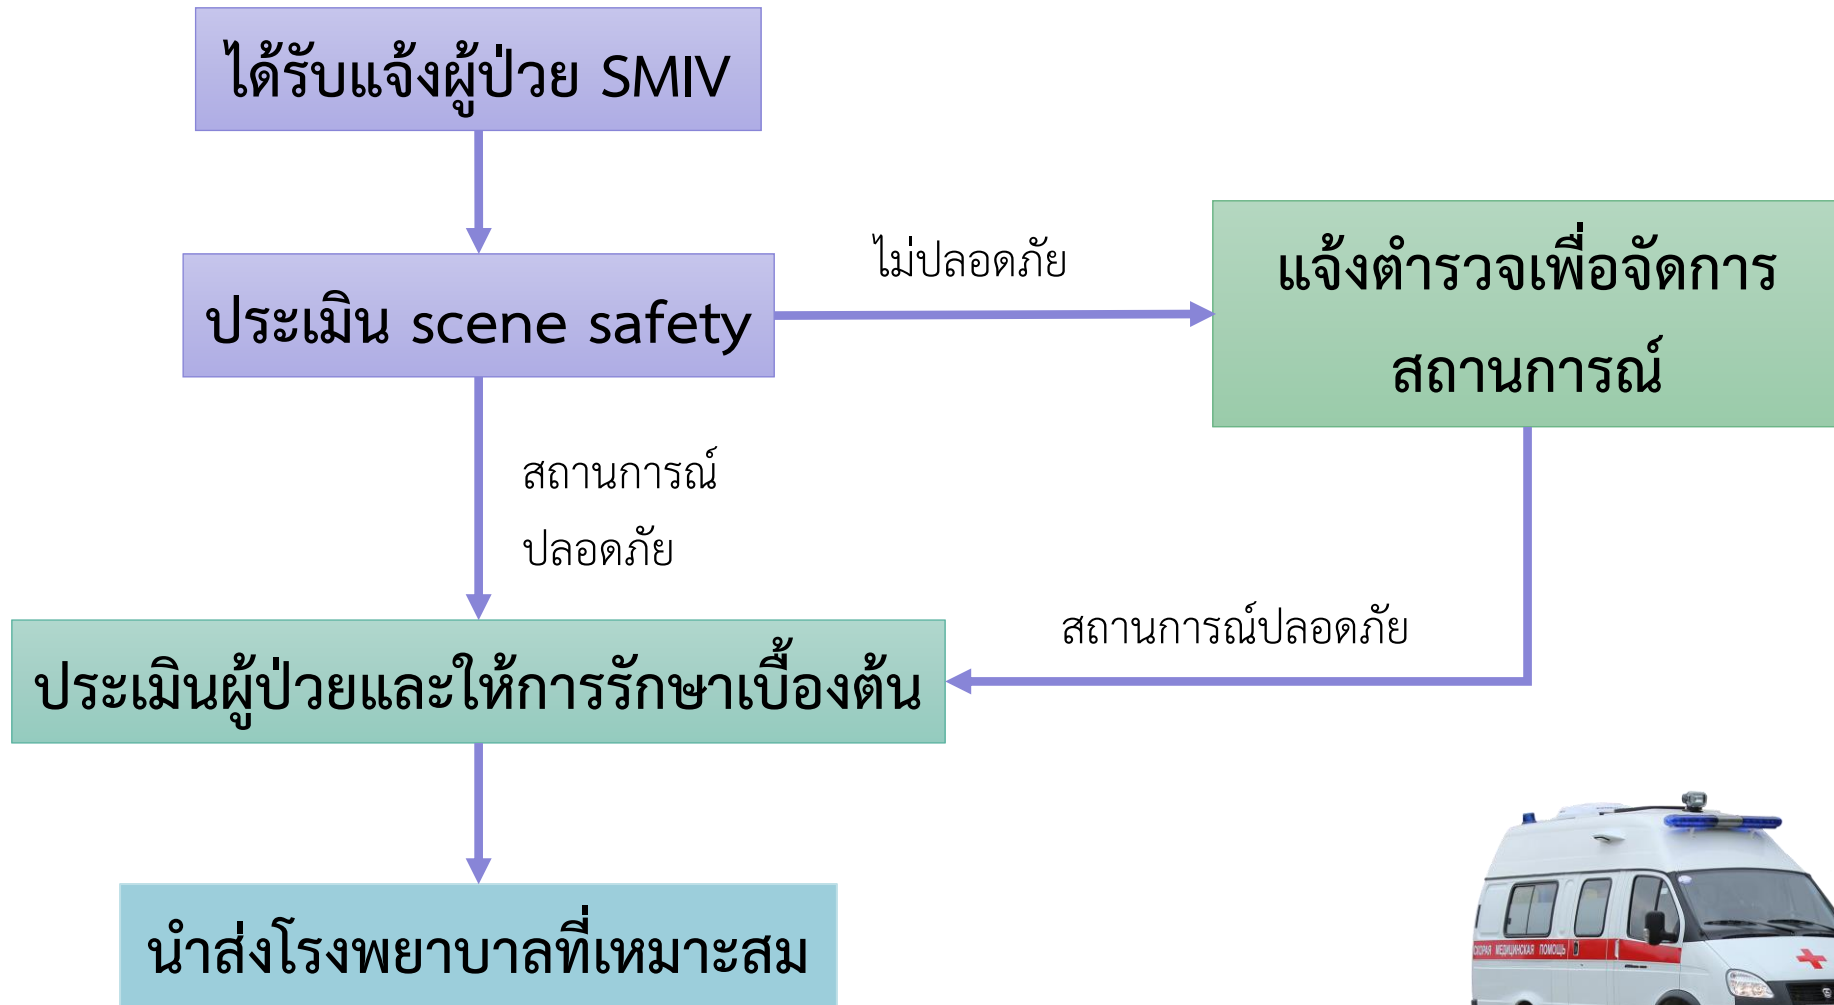 ได้รับแจ้งผู้ป่วย SMIV
ประเมิน scene safety
ไม่ปลอดภัย
แจ้งตำรวจเพื่อจัดการ
สถานการณ์
สถานการณ์
ปลอดภัย
สถานการณ์ปลอดภัย
ประเมินผู้ป่วยและให้การรักษาเบื้องต้น
นำส่งโรงพยาบาลที่เหมาะสม
СКОРАЯ МЕДИЦИНСКАЯ ПОМОЩЬ